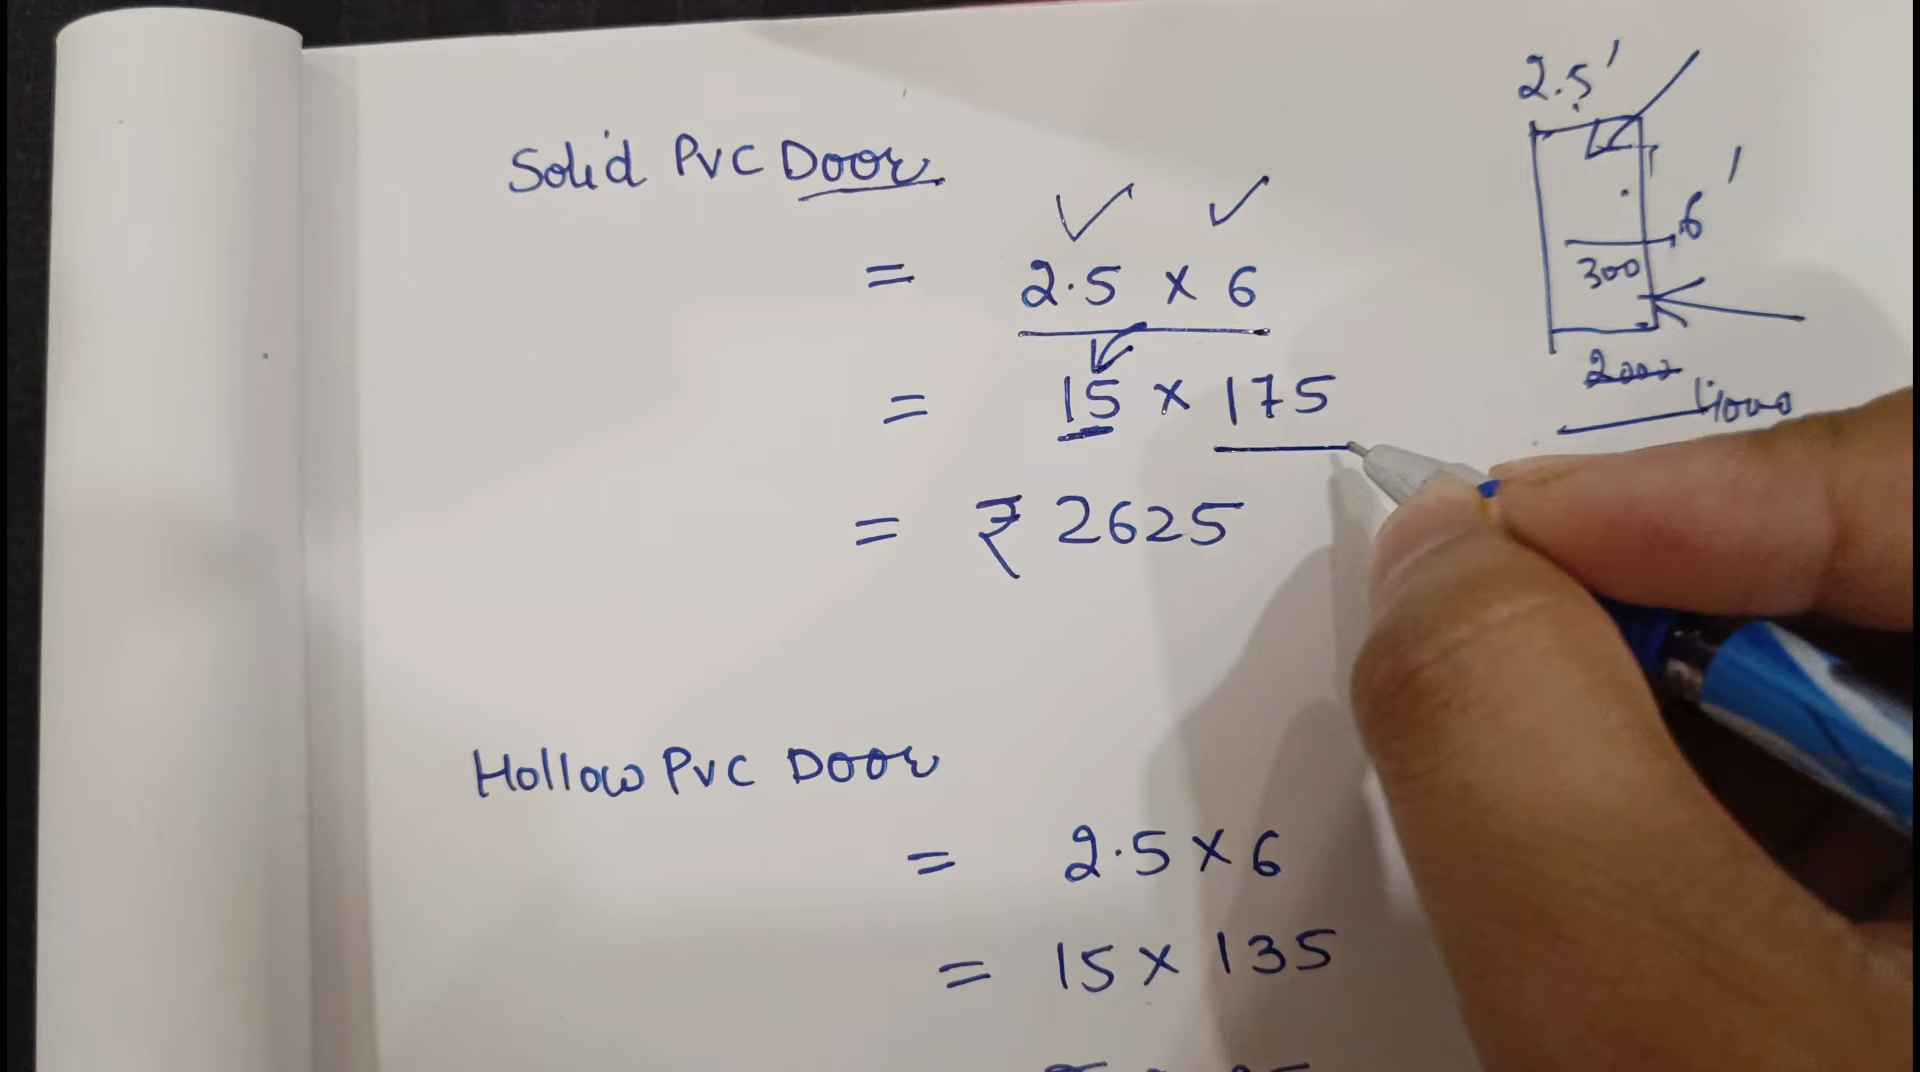 Solid PVC Door
= 2.5 x 6
= 15 x 175
= ₹ 2625
Hollow PVC Door
= 2.5 x 6
= 15 x 135
2.5'
6'
300
2000
4000